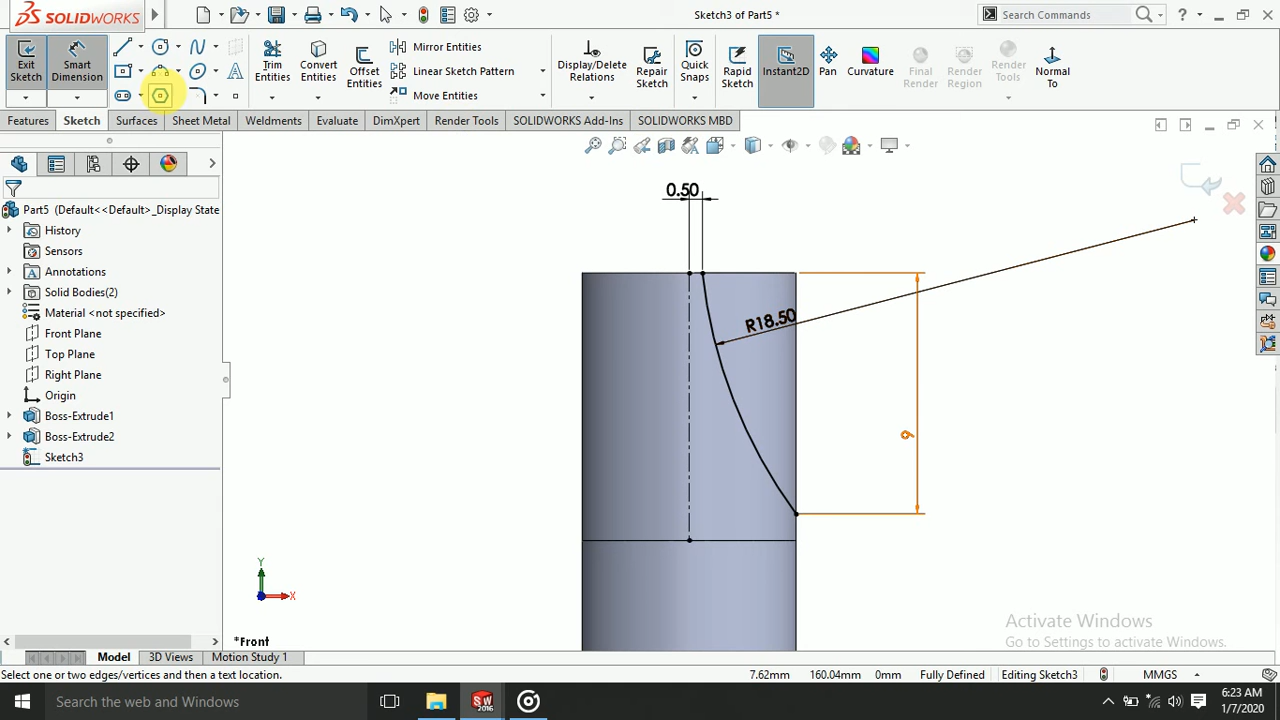 SOLIDWORKS
Sketch3 of Part5 *
Search Commands
?
Exit Sketch
Smart Dimension
Trim Entities
Convert Entities
Offset Entities
Mirror Entities
Linear Sketch Pattern
Move Entities
Display/Delete Relations
Repair Sketch
Quick Snaps
Rapid Sketch
Instant2D
Pan
Curvature
Final Render
Render Region
Render Tools
Normal To
Features
Sketch
Surfaces
Sheet Metal
Weldments
Evaluate
DimXpert
Render Tools
SOLIDWORKS Add-Ins
SOLIDWORKS MBD
Part5 (Default<<Default>_Display State
History
Sensors
Annotations
Solid Bodies(2)
Material <not specified>
Front Plane
Top Plane
Right Plane
Origin
Boss-Extrude1
Boss-Extrude2
Sketch3
0.50
R18.50
9
Y
X
*Front
Activate Windows
Go to Settings to activate Windows.
Model
3D Views
Motion Study 1
Select one or two edges/vertices and then a text location.
7.62mm
160.04mm
0mm
Fully Defined
Editing Sketch3
MMGS
Search the web and Windows
SW
2016
6:23 AM
1/7/2020